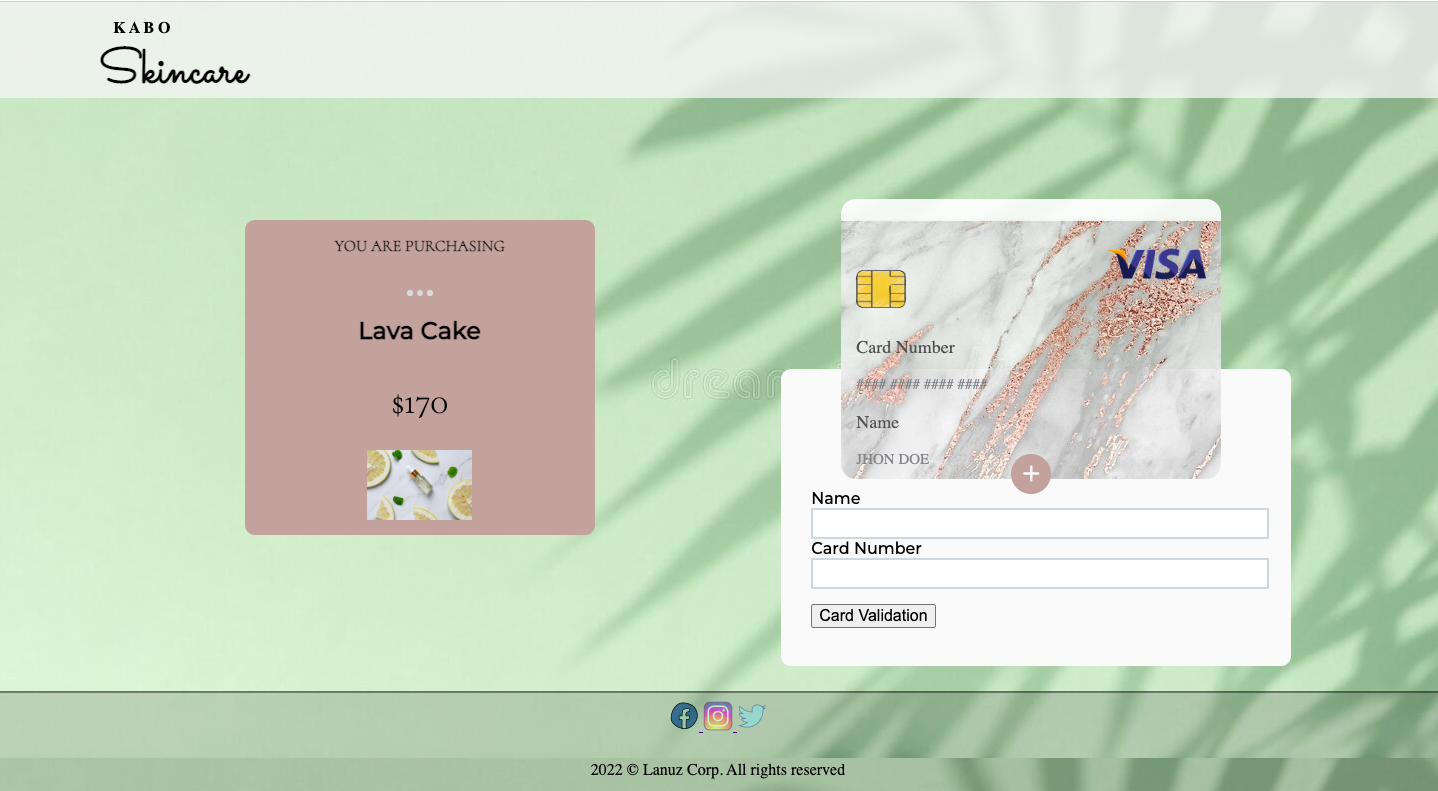 KABO
Skincare
YOU ARE PURCHASING
Lava Cake
$170
VISA
Card Number
#### #### #### ####
Name
JHON DOE
+
Name
Card Number
Card Validation
2022 © Lanuz Corp. All rights reserved